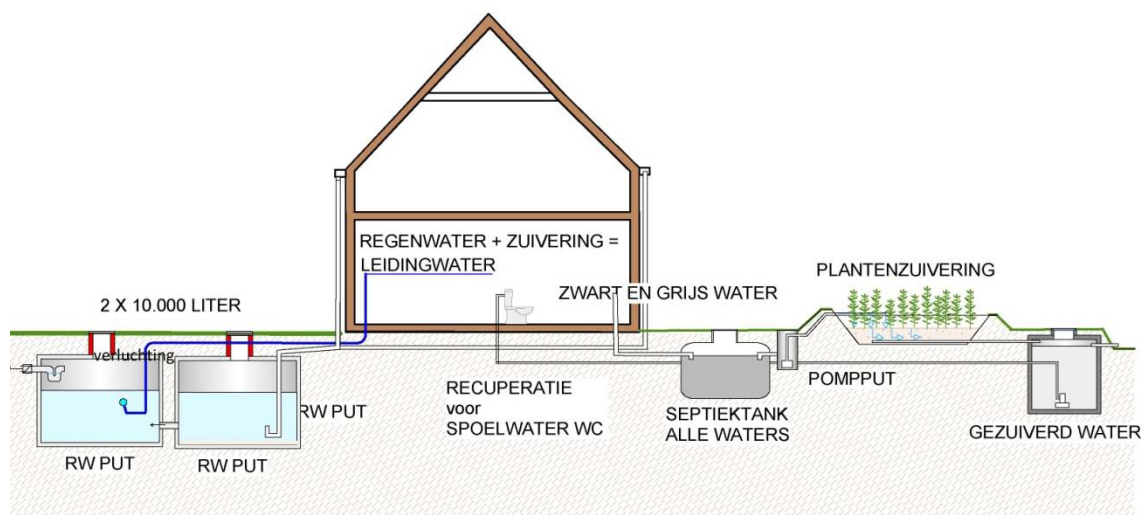 REGENWATER + ZUIVERING =
LEIDINGWATER
ZWART EN GRIJS WATER
PLANTENZUIVERING
2 X 10.000 LITER
verluchting
RW PUT
RW PUT
RW PUT
RECUPERATIE
voor
SPOELWATER WC
SEPTIEKTANK
ALLE WATERS
POMPPUT
GEZUIVERD WATER